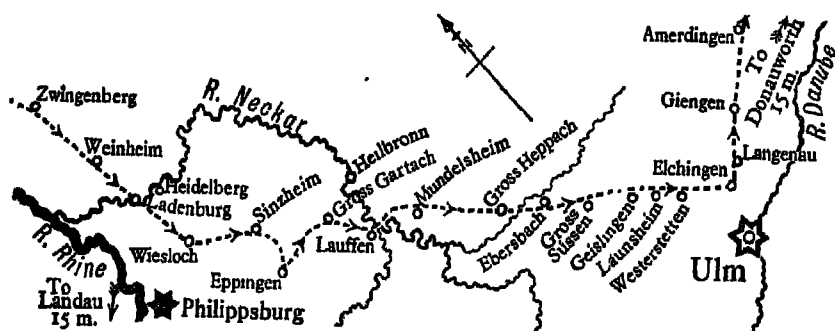 Zwingenberg
Weinheim
R. Neckar
Heidelberg
Ladenburg
Wiesloch
Sinzheim
Eppingen
Gross Gartach
Heilbronn
Lauffen
Mundelsheim
Gross Heppach
Ebersbach
Gross
Süssen
Geislingen
Launsheim
Westerstetten
Elchingen
Langenau
Giengen
Amerdingen
To
Donauworth
15 m.
R. Danube
Ulm
R. Rhine
To
Landau
15 m.
Philippsburg
N